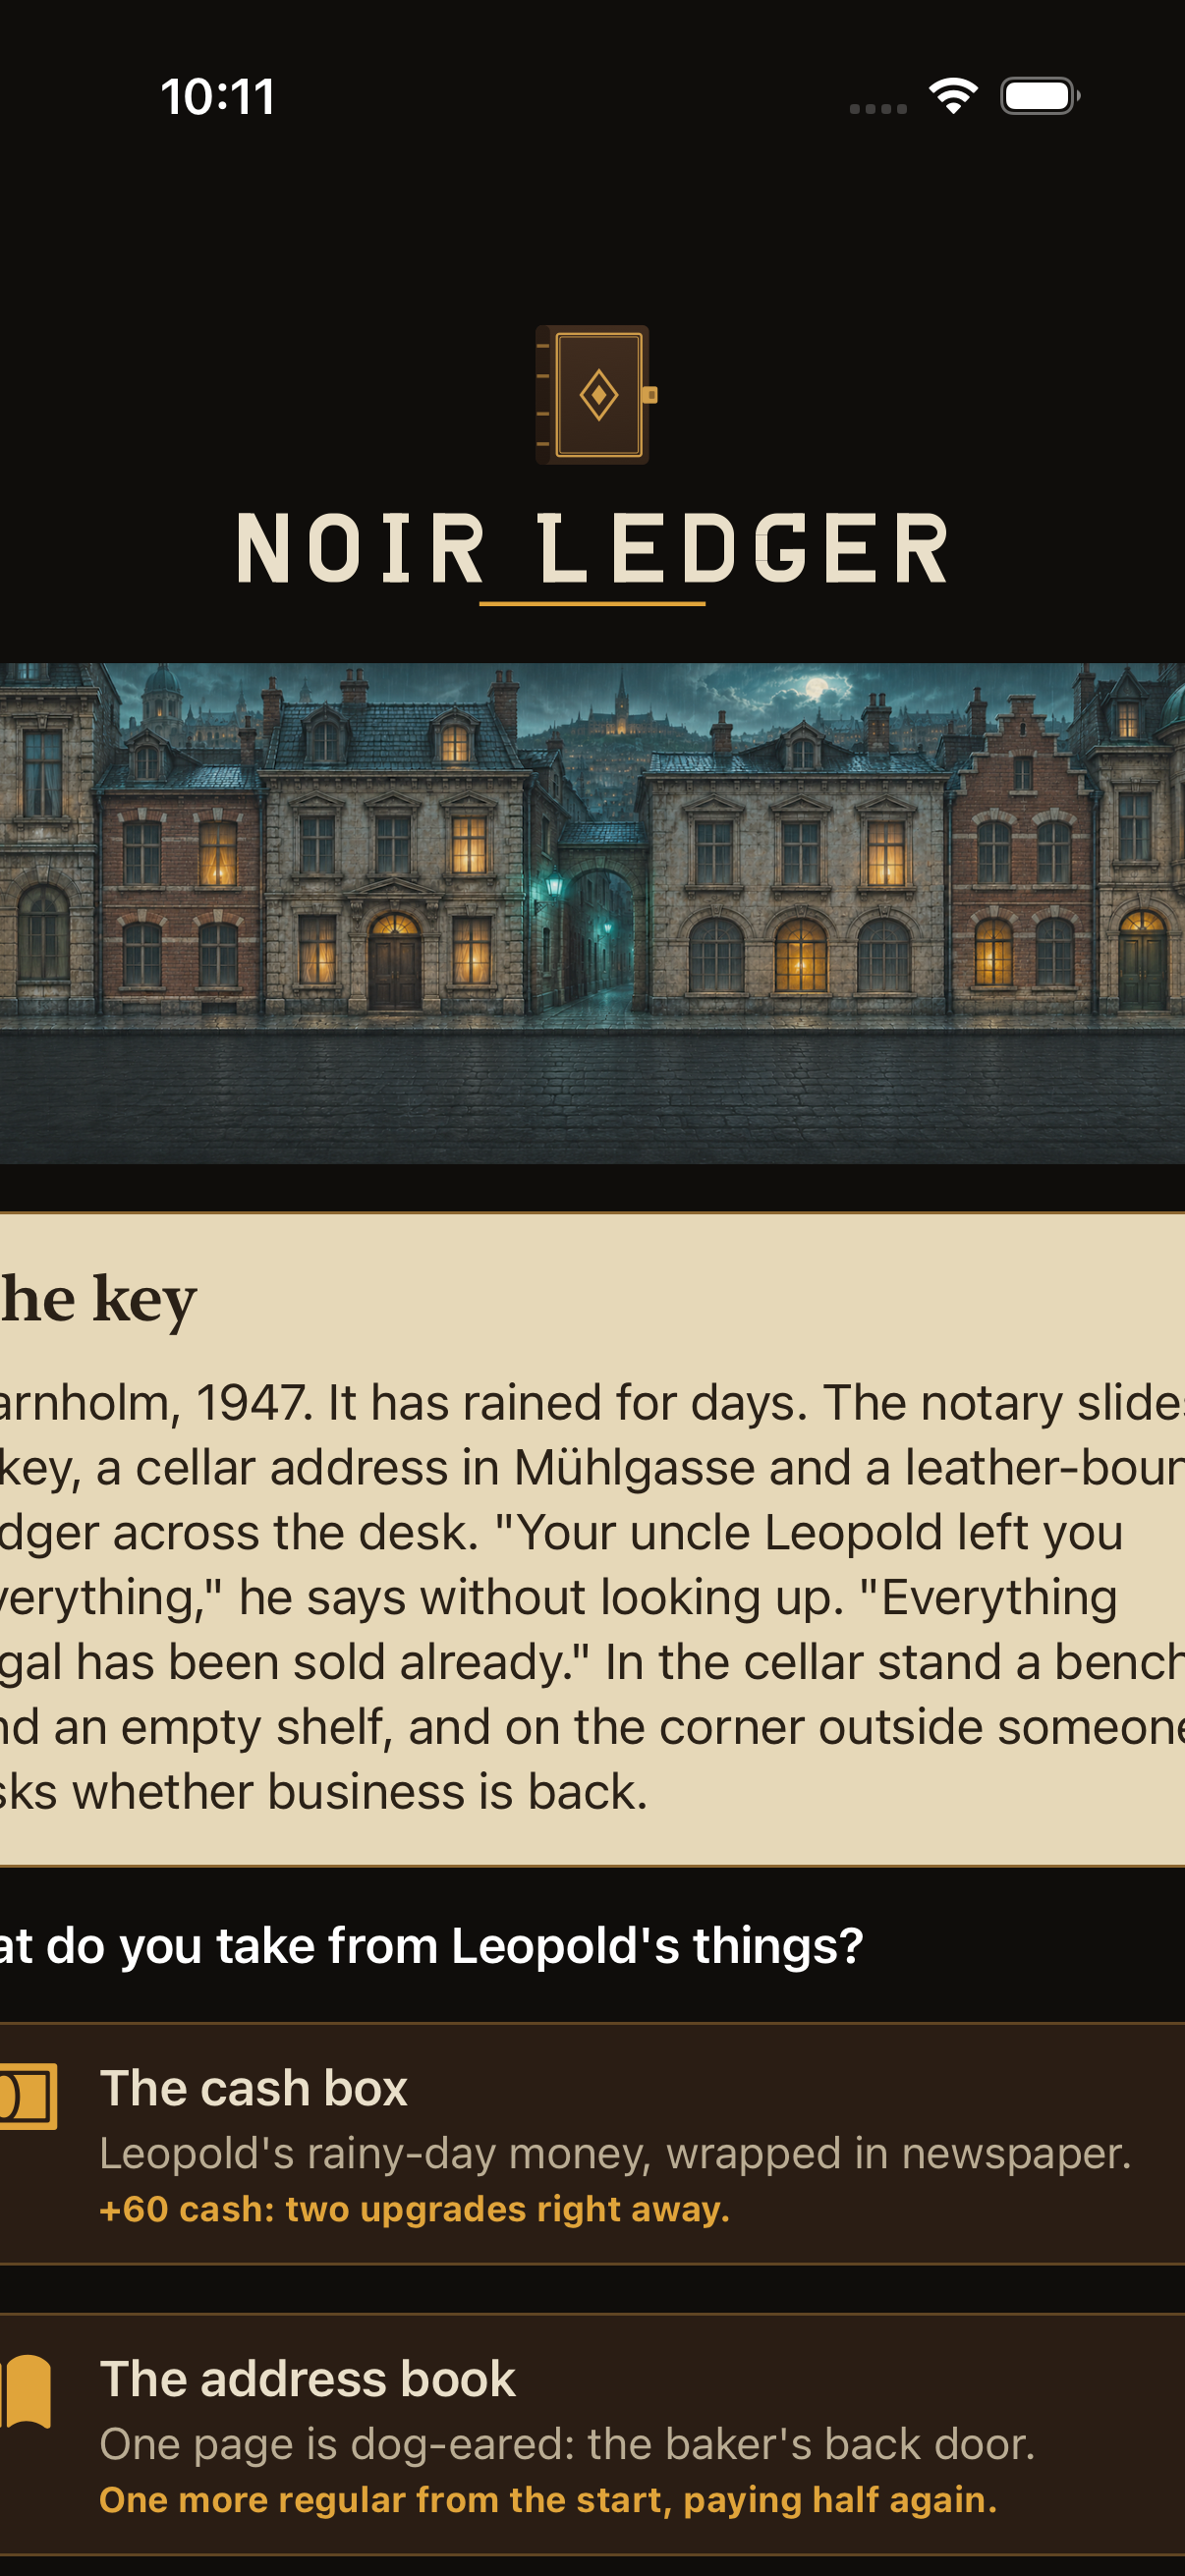 10:11
NOIR LEDGER
he key
arnholm, 1947. It has rained for days. The notary slides
key, a cellar address in Mühlgasse and a leather-boun
dger across the desk. "Your uncle Leopold left you
verything," he says without looking up. "Everything
gal has been sold already." In the cellar stand a bench
nd an empty shelf, and on the corner outside someone
sks whether business is back.
at do you take from Leopold's things?
The cash box
Leopold's rainy-day money, wrapped in newspaper.
+60 cash: two upgrades right away.
The address book
One page is dog-eared: the baker's back door.
One more regular from the start, paying half again.